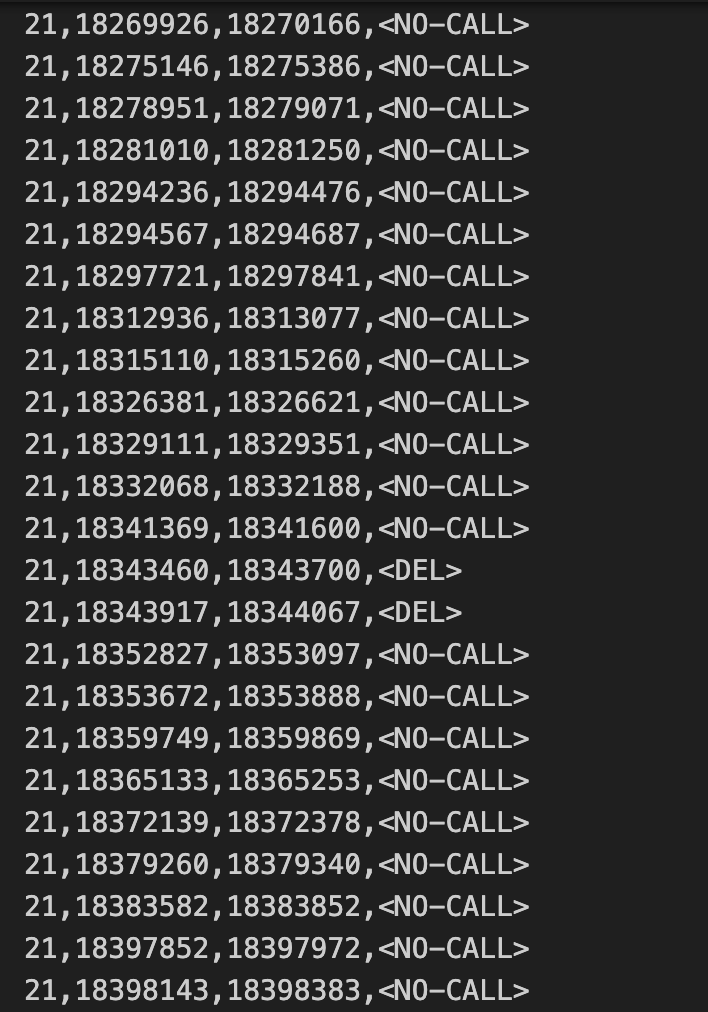 21,18269926,18270166,<NO-CALL>
21,18275146,18275386,<NO-CALL>
21,18278951,18279071,<NO-CALL>
21,18281010,18281250,<NO-CALL>
21,18294236,18294476,<NO-CALL>
21,18294567,18294687,<NO-CALL>
21,18297721,18297841,<NO-CALL>
21,18312936,18313077,<NO-CALL>
21,18315110,18315260,<NO-CALL>
21,18326381,18326621,<NO-CALL>
21,18329111,18329351,<NO-CALL>
21,18332068,18332188,<NO-CALL>
21,18341369,18341600,<NO-CALL>
21,18343460,18343700,<DEL>
21,18343917,18344067,<DEL>
21,18352827,18353097,<NO-CALL>
21,18353672,18353888,<NO-CALL>
21,18359749,18359869,<NO-CALL>
21,18365133,18365253,<NO-CALL>
21,18372139,18372378,<NO-CALL>
21,18379260,18379340,<NO-CALL>
21,18383582,18383852,<NO-CALL>
21,18397852,18397972,<NO-CALL>
21,18398143,18398383,<NO-CALL>